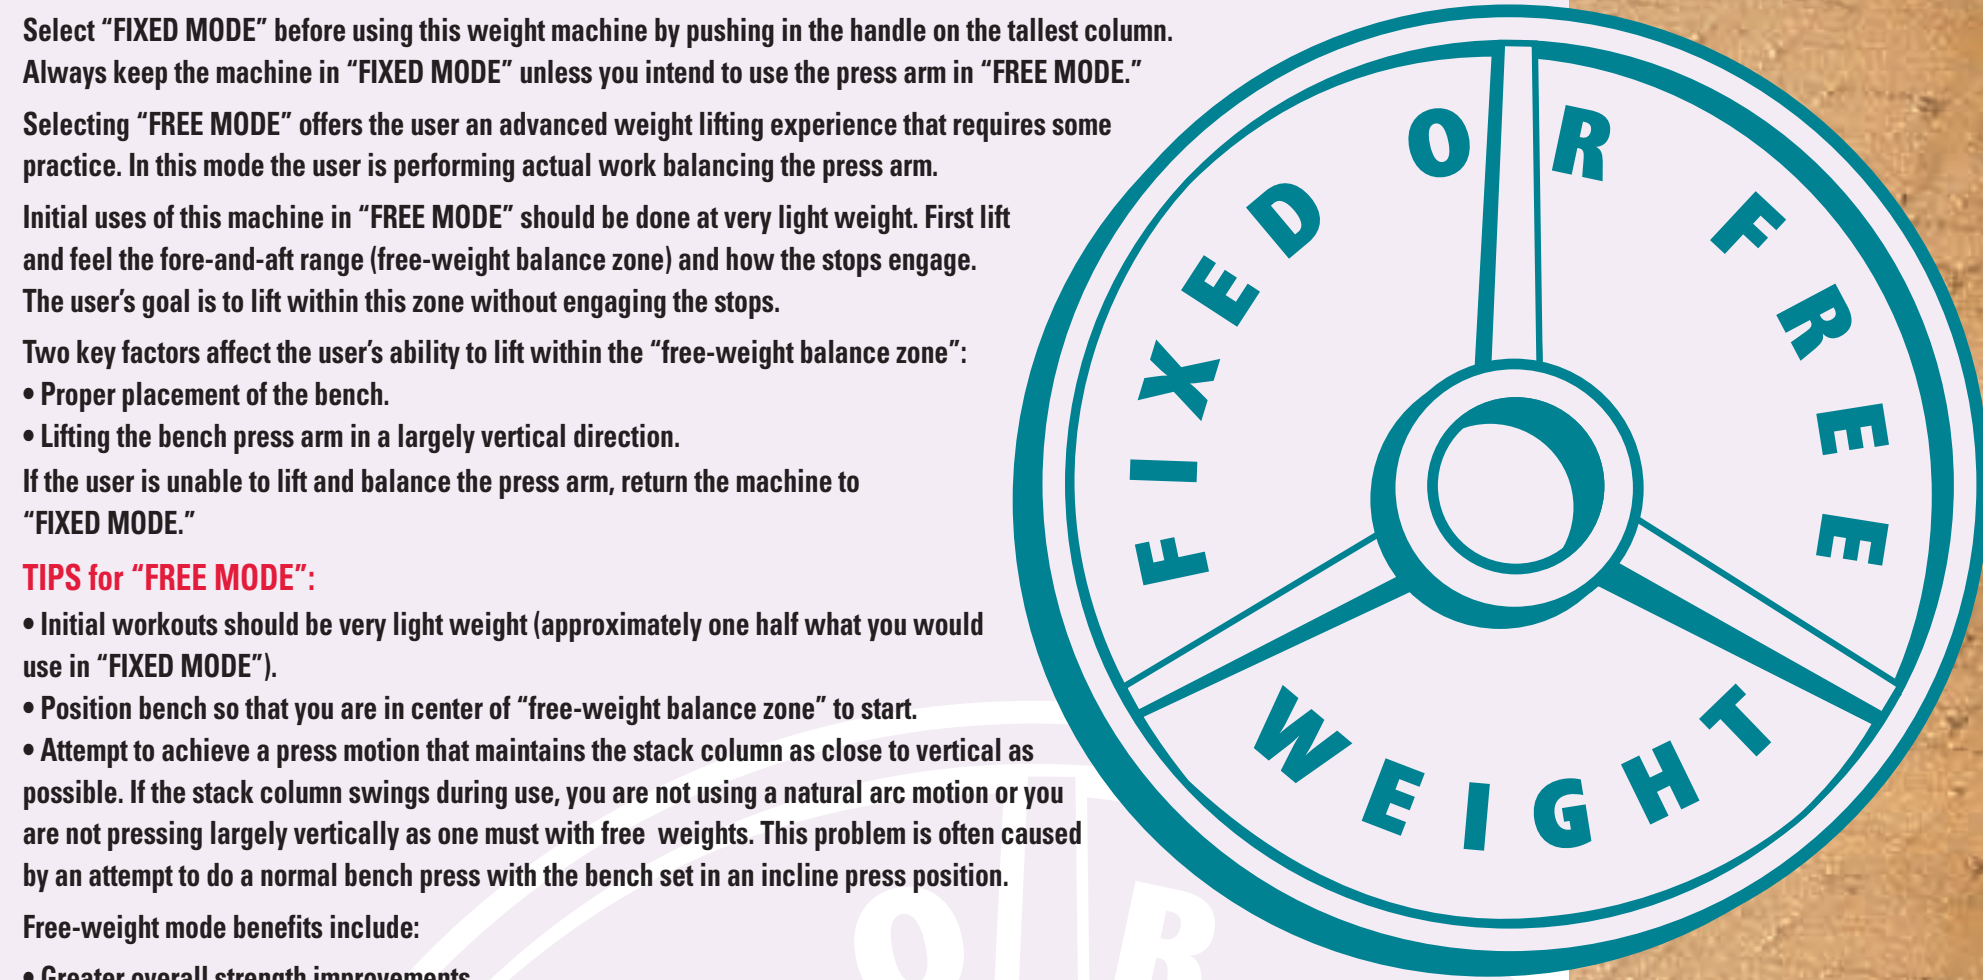 Select “FIXED MODE” before using this weight machine by pushing in the handle on the tallest column.
Always keep the machine in “FIXED MODE” unless you intend to use the press arm in “FREE MODE.”
Selecting “FREE MODE” offers the user an advanced weight lifting experience that requires some
practice. In this mode the user is performing actual work balancing the press arm.
Initial uses of this machine in “FREE MODE” should be done at very light weight. First lift
and feel the fore-and-aft range (free-weight balance zone) and how the stops engage.
The user’s goal is to lift within this zone without engaging the stops.
Two key factors affect the user’s ability to lift within the “free-weight balance zone”:
• Proper placement of the bench.
• Lifting the bench press arm in a largely vertical direction.
If the user is unable to lift and balance the press arm, return the machine to
“FIXED MODE.”
TIPS for “FREE MODE”:
• Initial workouts should be very light weight (approximately one half what you would
use in “FIXED MODE”).
• Position bench so that you are in center of “free-weight balance zone” to start.
• Attempt to achieve a press motion that maintains the stack column as close to vertical as
possible. If the stack column swings during use, you are not using a natural arc motion or you
are not pressing largely vertically as one must with free weights. This problem is often caused
by an attempt to do a normal bench press with the bench set in an incline press position.
Free-weight mode benefits include:
• Greater overall strength improvements
FIXED OR FREE
WEIGHT
O R